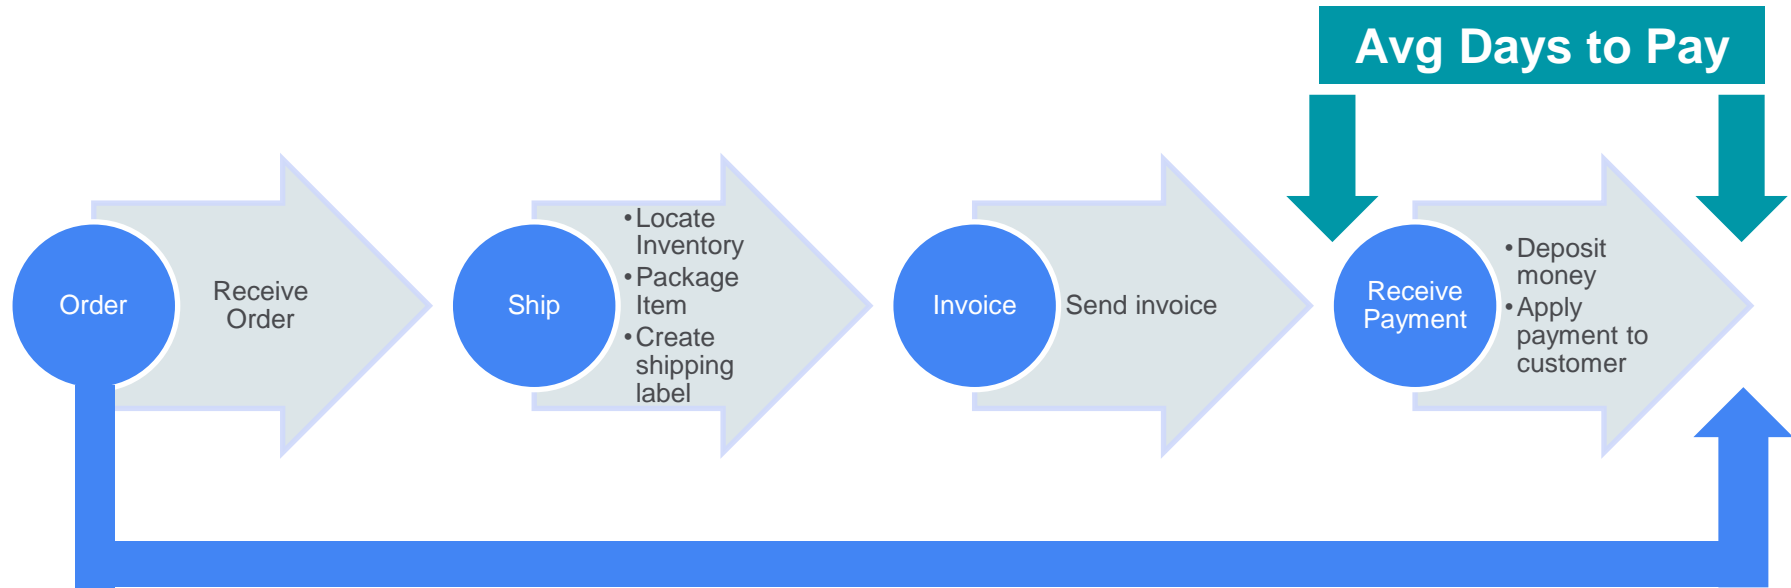 Avg Days to Pay
Order
Receive
Order
Ship
•Locate
Inventory
•Package
Item
•Create
shipping
label
Invoice
Send invoice
Receive
Payment
•Deposit
money
•Apply
payment to
customer